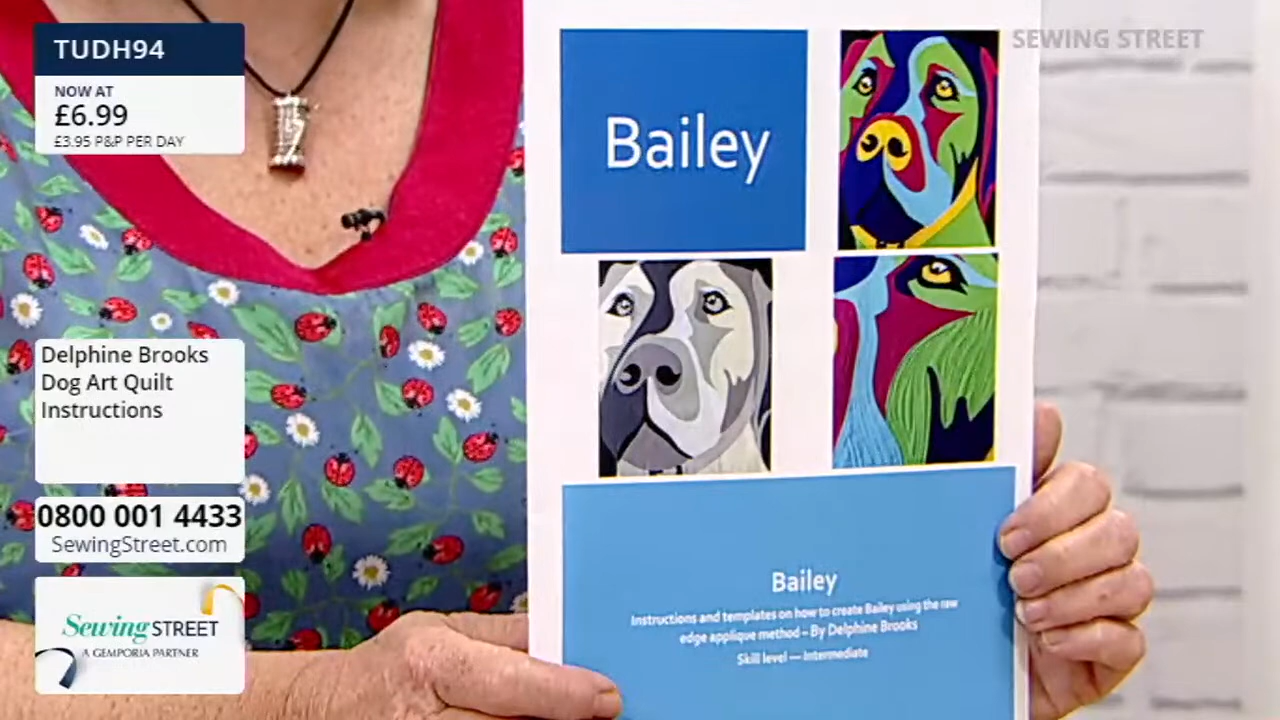 TUDH94
NOW AT
£6.99
£3.95 P&P PER DAY
SEWING STREET
Bailey
Delphine Brooks
Dog Art Quilt
Instructions
0800 001 4433
SewingStreet.com
Sewing STREET
A GEMPORIA PARTNER
Bailey
Instructions and templates on how to create Bailey using the raw
edge applique method - By Delphine Brooks
Skill level — Intermediate